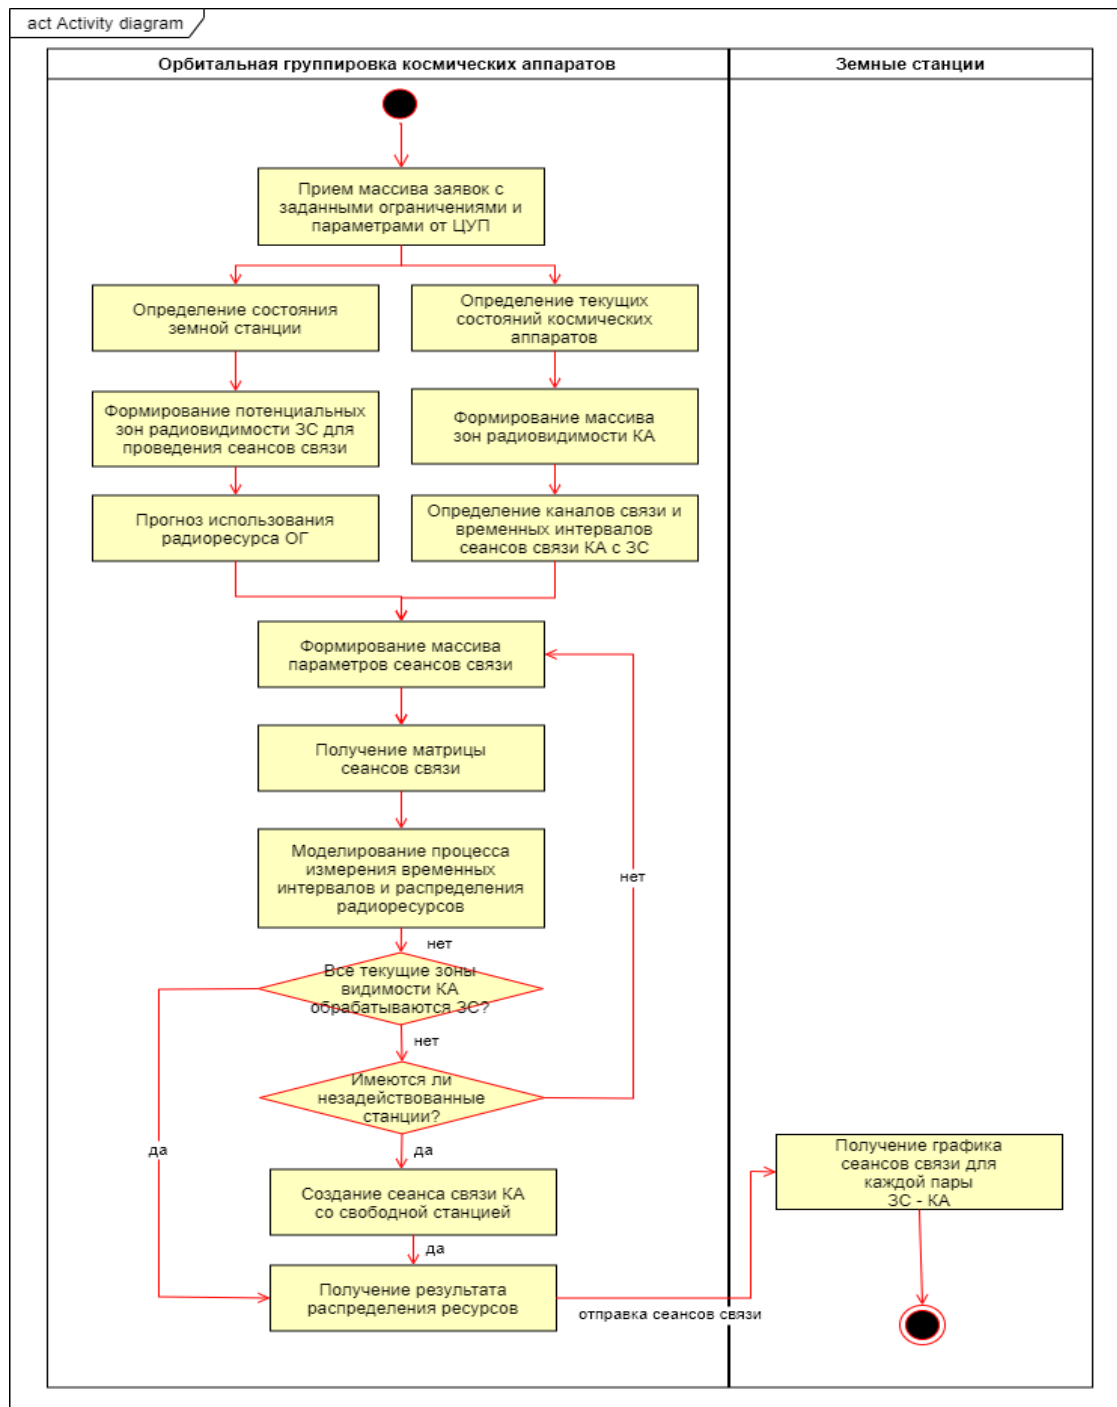 act Activity diagram
Орбитальная группировка космических аппаратов
Земные станции
Прием массива заявок с
заданными ограничениями и
параметрами от ЦУП
Определение состояния
земной станции
Определение текущих
состояний космических
аппаратов
Формирование потенциальных
зон радиовидимости ЗС для
проведения сеансов связи
Формирование массива
зон радиовидимости КА
Прогноз использования
радиоресурса ОГ
Определение каналов связи и
временных интервалов
сеансов связи КА с ЗС
Формирование массива
параметров сеансов связи
Получение матрицы
сеансов связи
Моделирование процесса
измерения временных
интервалов и распределения
радиоресурсов
нет
нет
Все текущие зоны
видимости КА
обрабатываются ЗС?
нет
Имеются ли
незадействованные
станции?
да
да
Создание сеанса связи КА
со свободной станцией
да
Получение результата
распределения ресурсов
отправка сеансов связи
Получение графика
сеансов связи для
каждой пары
ЗС - КА